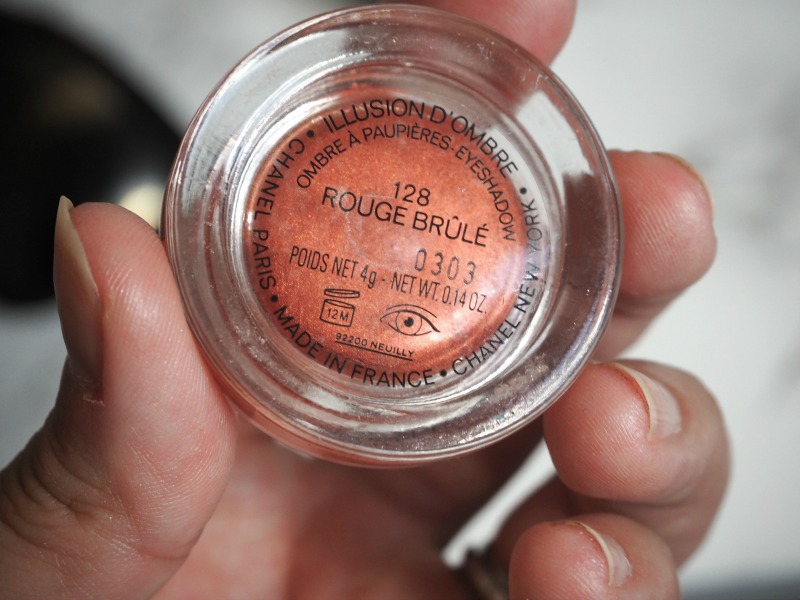 ILLUSION D'OMBRE
OMBRE À PAUPIÈRES - EYESHADOW
128
ROUGE BRÛLÉ
0303
POIDS NET 4g - NET WT. 0.14 OZ.
12M
92200 NEUILLY
• CHANEL PARIS • MADE IN FRANCE • CHANEL NEW YORK •